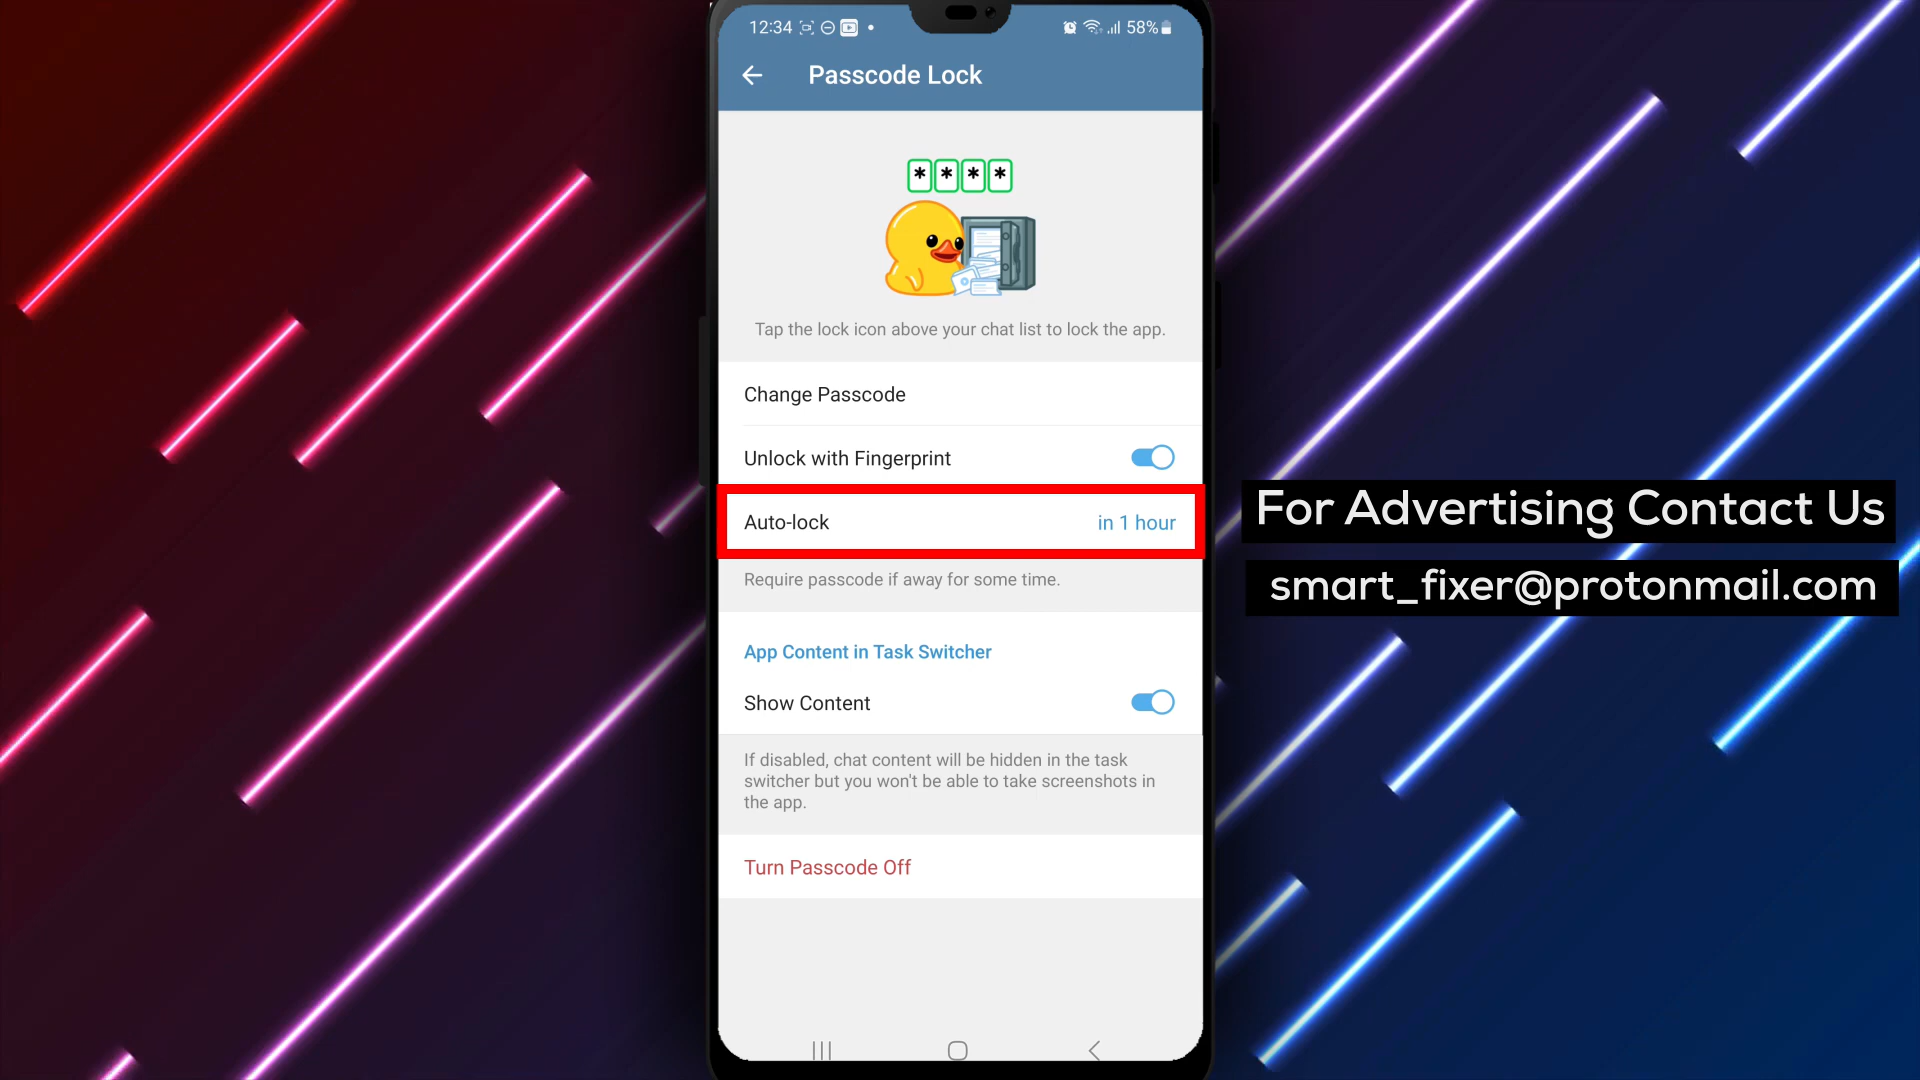 12:34
58%
Passcode Lock
* * * *
Tap the lock icon above your chat list to lock the app.
Change Passcode
Unlock with Fingerprint
Auto-lock in 1 hour
Require passcode if away for some time.
App Content in Task Switcher
Show Content
If disabled, chat content will be hidden in the task
switcher but you won't be able to take screenshots in
the app.
Turn Passcode Off
For Advertising Contact Us
smart_fixer@protonmail.com